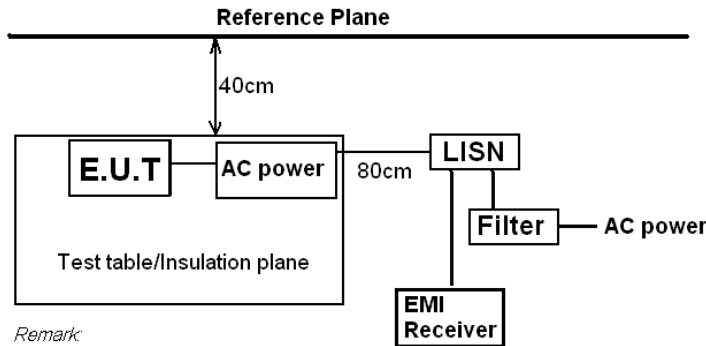 Reference Plane
40cm
E.U.T
AC power
80cm
LISN
Filter
AC power
Test table/Insulation plane
EMI
Receiver
Remark: